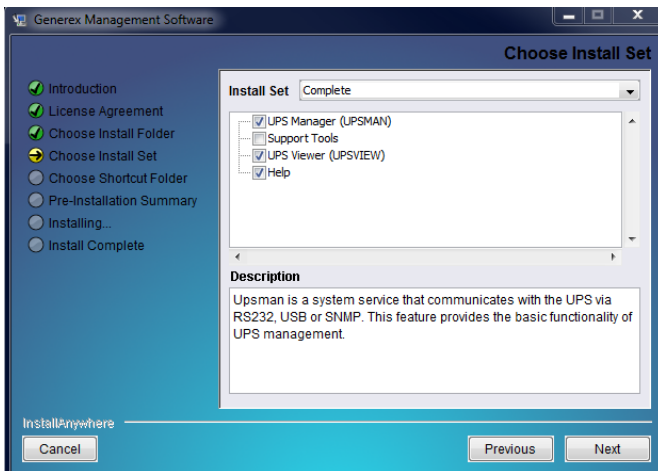 Generex Management Software
Choose Install Set
Introduction
License Agreement
Choose Install Folder
Choose Install Set
Choose Shortcut Folder
Pre-Installation Summary
Installing...
Install Complete
Install Set
Complete
UPS Manager (UPSMAN)
Support Tools
UPS Viewer (UPSVIEW)
Help
Description
Upsman is a system service that communicates with the UPS via
RS232, USB or SNMP. This feature provides the basic functionality of
UPS management.
InstallAnywhere
Cancel
Previous
Next